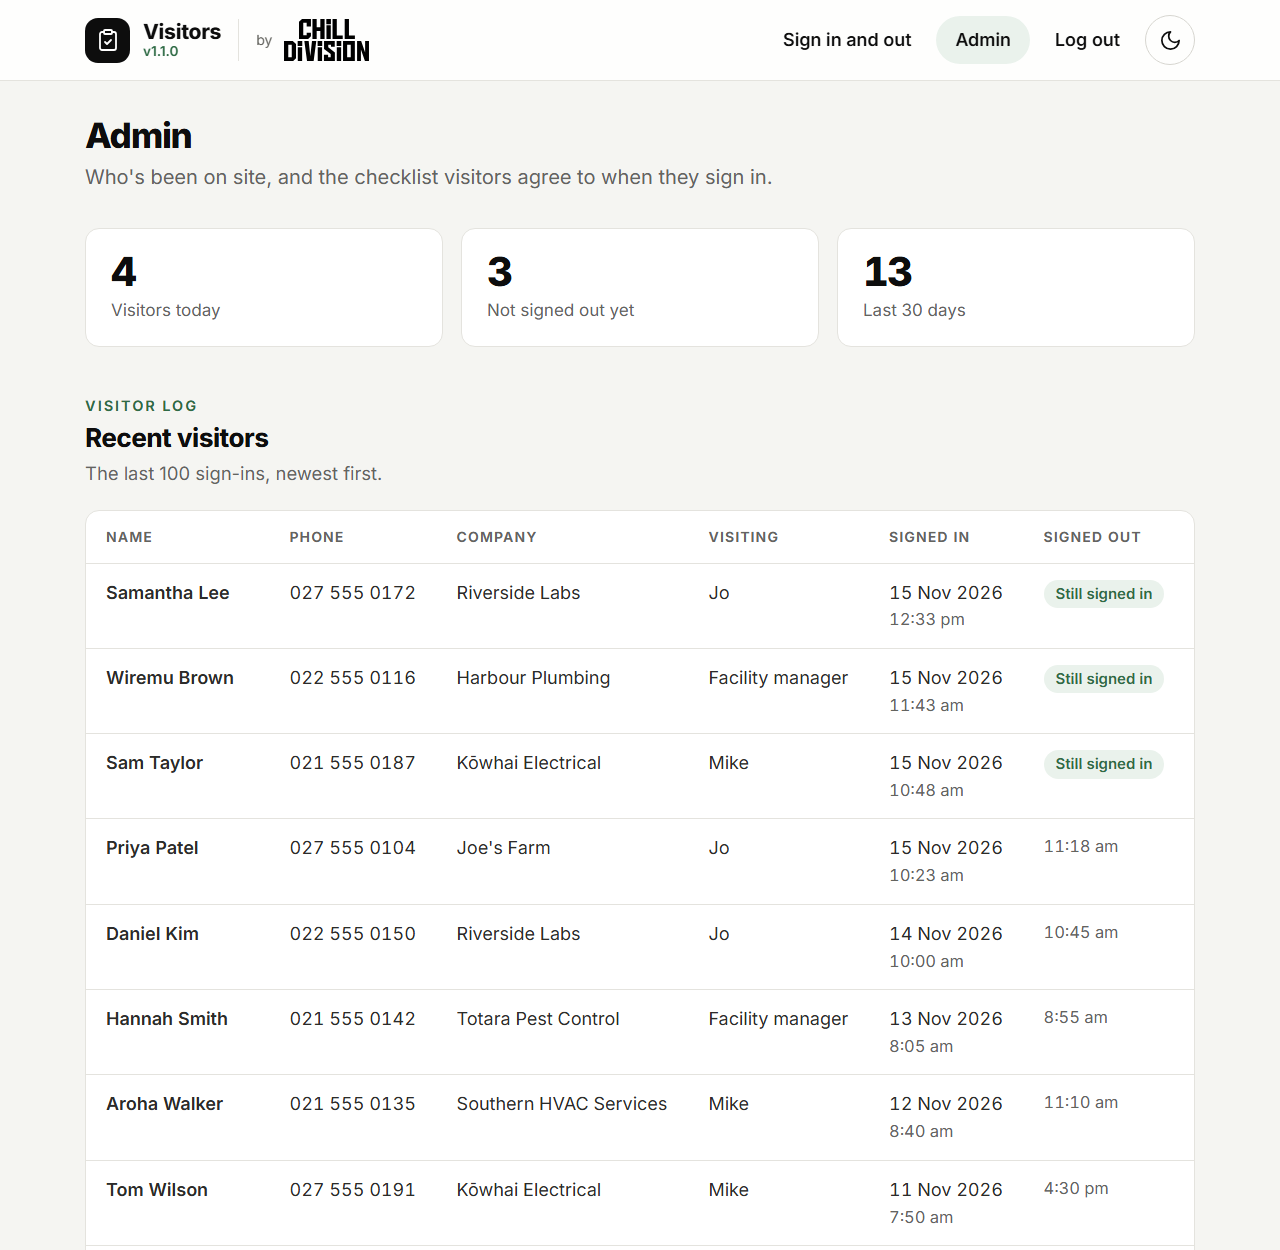 Visitors
v1.1.0
by
CHILL
DIVISION
Sign in and out
Admin
Log out
Admin
Who's been on site, and the checklist visitors agree to when they sign in.
4
Visitors today
3
Not signed out yet
13
Last 30 days
VISITOR LOG
Recent visitors
The last 100 sign-ins, newest first.
NAME PHONE COMPANY VISITING SIGNED IN SIGNED OUT
Samantha Lee 027 555 0172 Riverside Labs Jo 15 Nov 2026 Still signed in
12:33 pm
Wiremu Brown 022 555 0116 Harbour Plumbing Facility manager 15 Nov 2026 Still signed in
11:43 am
Sam Taylor 021 555 0187 Kōwhai Electrical Mike 15 Nov 2026 Still signed in
10:48 am
Priya Patel 027 555 0104 Joe's Farm Jo 15 Nov 2026 11:18 am
10:23 am
Daniel Kim 022 555 0150 Riverside Labs Jo 14 Nov 2026 10:45 am
10:00 am
Hannah Smith 021 555 0142 Totara Pest Control Facility manager 13 Nov 2026 8:55 am
8:05 am
Aroha Walker 021 555 0135 Southern HVAC Services Mike 12 Nov 2026 11:10 am
8:40 am
Tom Wilson 027 555 0191 Kōwhai Electrical Mike 11 Nov 2026 4:30 pm
7:50 am